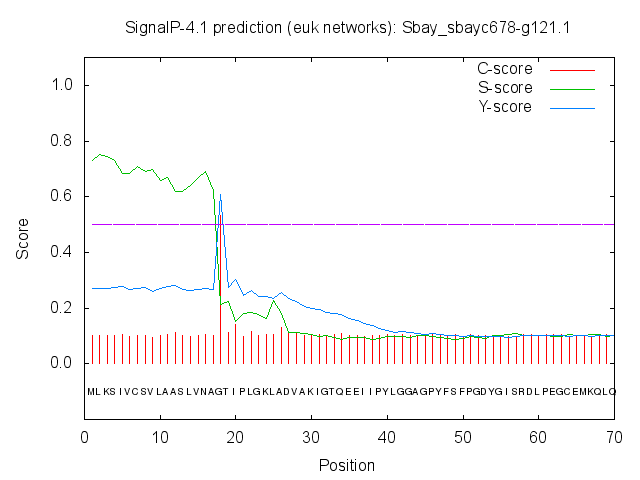 SignalP-4.1 prediction (euk networks): Sbay_sbayc678-g121.1
C-score
S-score
Y-score
1.0
0.8
0.6
0.4
0.2
0.0
Score
MLKSIVCSVLAASLVNAGTIPLGKLADVAKIGTQEEIIPYLGGAGPYFSFPGDYGISRDLPEGCEMKQLQ
0 10 20 30 40 50 60 70
Position